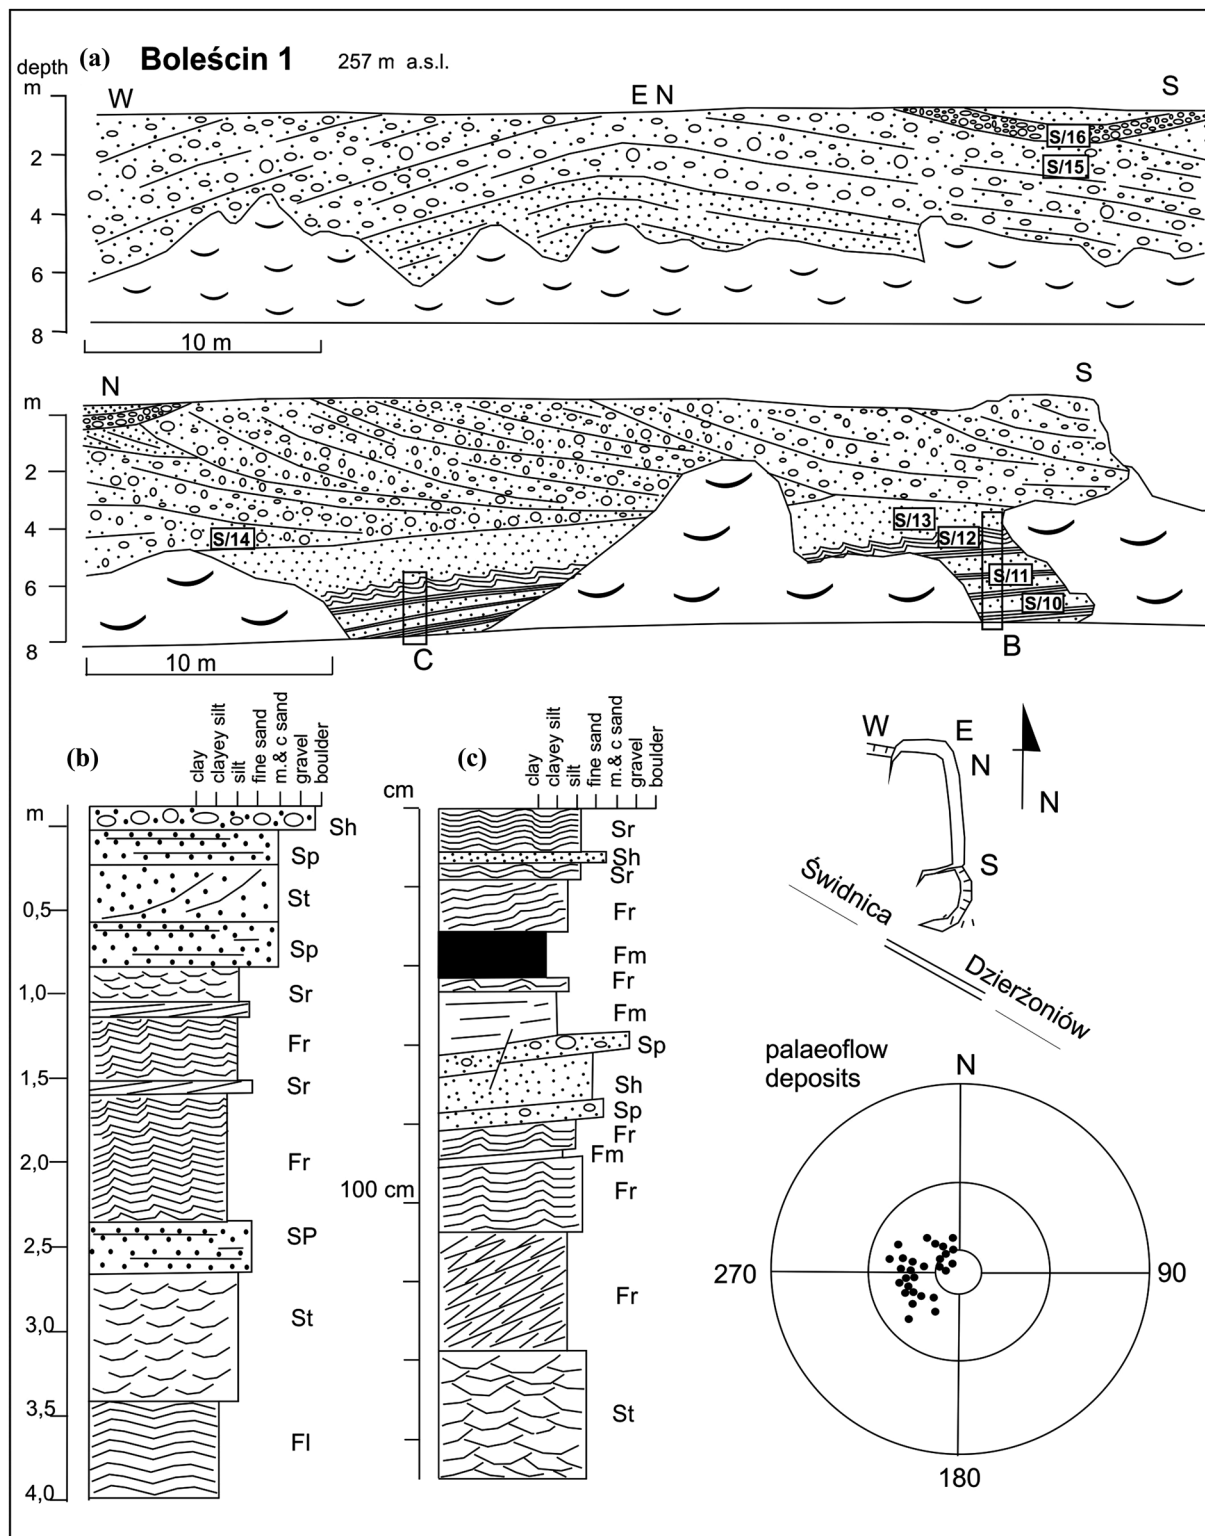 (a) Boleścin 1 257 m a.s.l.
depth
m
W
E N
S
2
4
6
8
S/16
S/15
10 m
N
S
m
2
4
6
8
S/14
S/13
S/12
S/11
S/10
10 m
C
B
(b)
clay
clayey silt
silt
fine sand
m.& c sand
gravel
boulder
m
0,5
1,0
1,5
2,0
2,5
3,0
3,5
4,0
Sh
Sp
St
Sp
Sr
Fr
Sr
Fr
SP
St
Fl
(c)
clay
clayey silt
silt
fine sand
m.& c sand
gravel
boulder
cm
100 cm
Sr
Sh
Sr
Fr
Fm
Fr
Fm
Sp
Sh
Sp
Fr
Fm
Fr
Fr
St
W
E
N
S
N
Świdnica
Dzierżoniów
palaeoflow
deposits
N
270
90
180